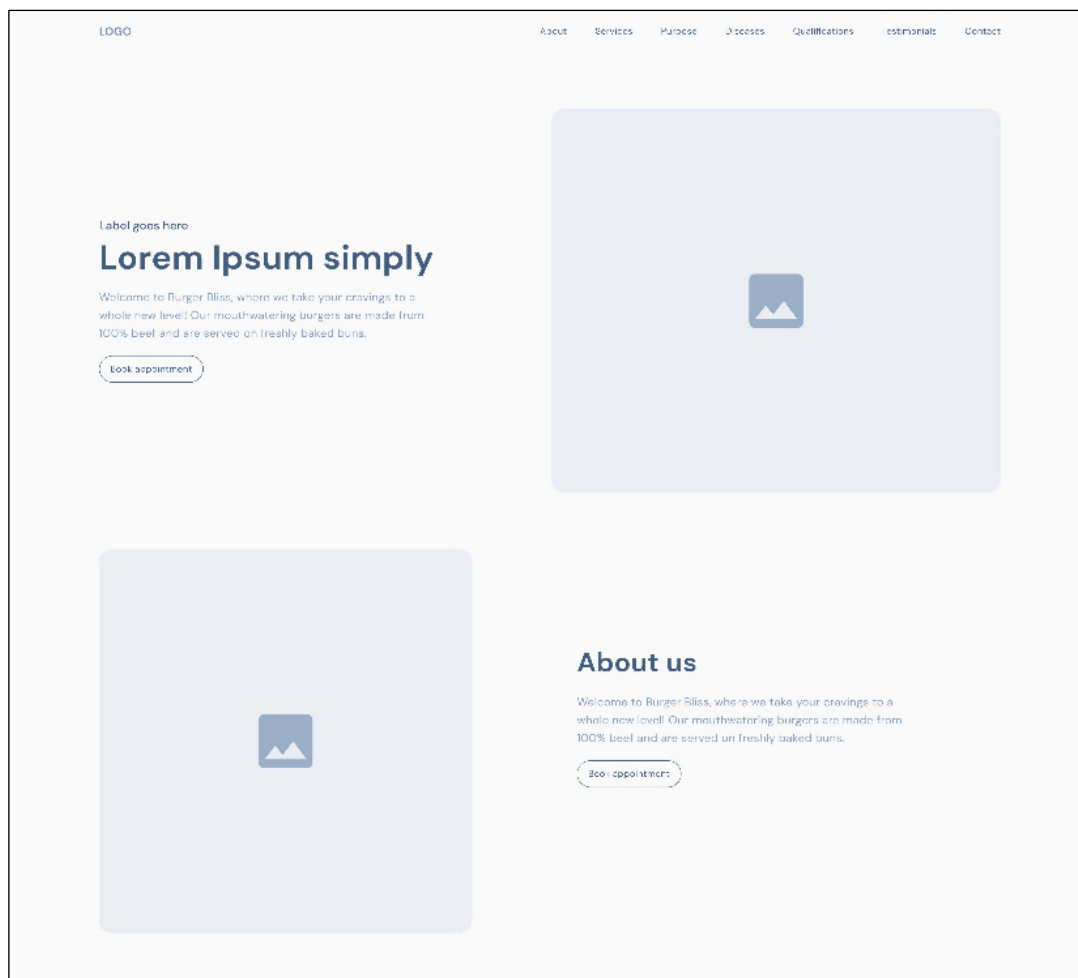 LOGO
About Services Purpose Diseases Qualifications Testimonials Contact
Label goes here
Lorem Ipsum simply
Welcome to Burger Bliss, where we take your cravings to a
whole new level! Our mouthwatering burgers are made from
100% beef and are served on freshly baked buns.
Book appointment
About us
Welcome to Burger Bliss, where we take your cravings to a
whole new level! Our mouthwatering burgers are made from
100% beef and are served on freshly baked buns.
Book appointment